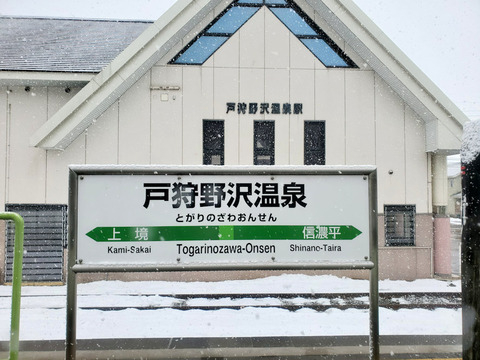 戸狩野沢温泉駅
戸狩野沢温泉
とがりのざわおんせん
上境 信濃平
Kami-Sakai Togarinozawa-Onsen Shinano-Taira